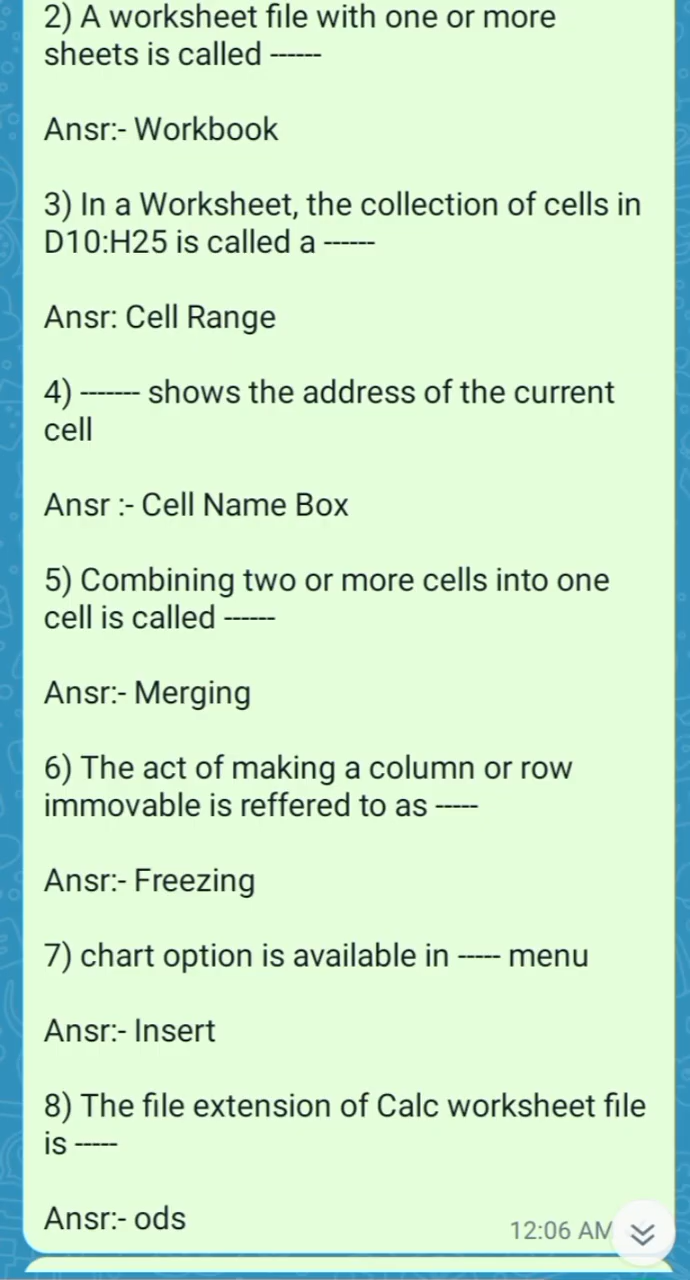 2) A worksheet file with one or more
sheets is called ------
Ansr:- Workbook
3) In a Worksheet, the collection of cells in
D10:H25 is called a ------
Ansr: Cell Range
4) ------- shows the address of the current
cell
Ansr :- Cell Name Box
5) Combining two or more cells into one
cell is called ------
Ansr:- Merging
6) The act of making a column or row
immovable is reffered to as -----
Ansr:- Freezing
7) chart option is available in ----- menu
Ansr:- Insert
8) The file extension of Calc worksheet file
is -----
Ansr:- ods
12:06 AM